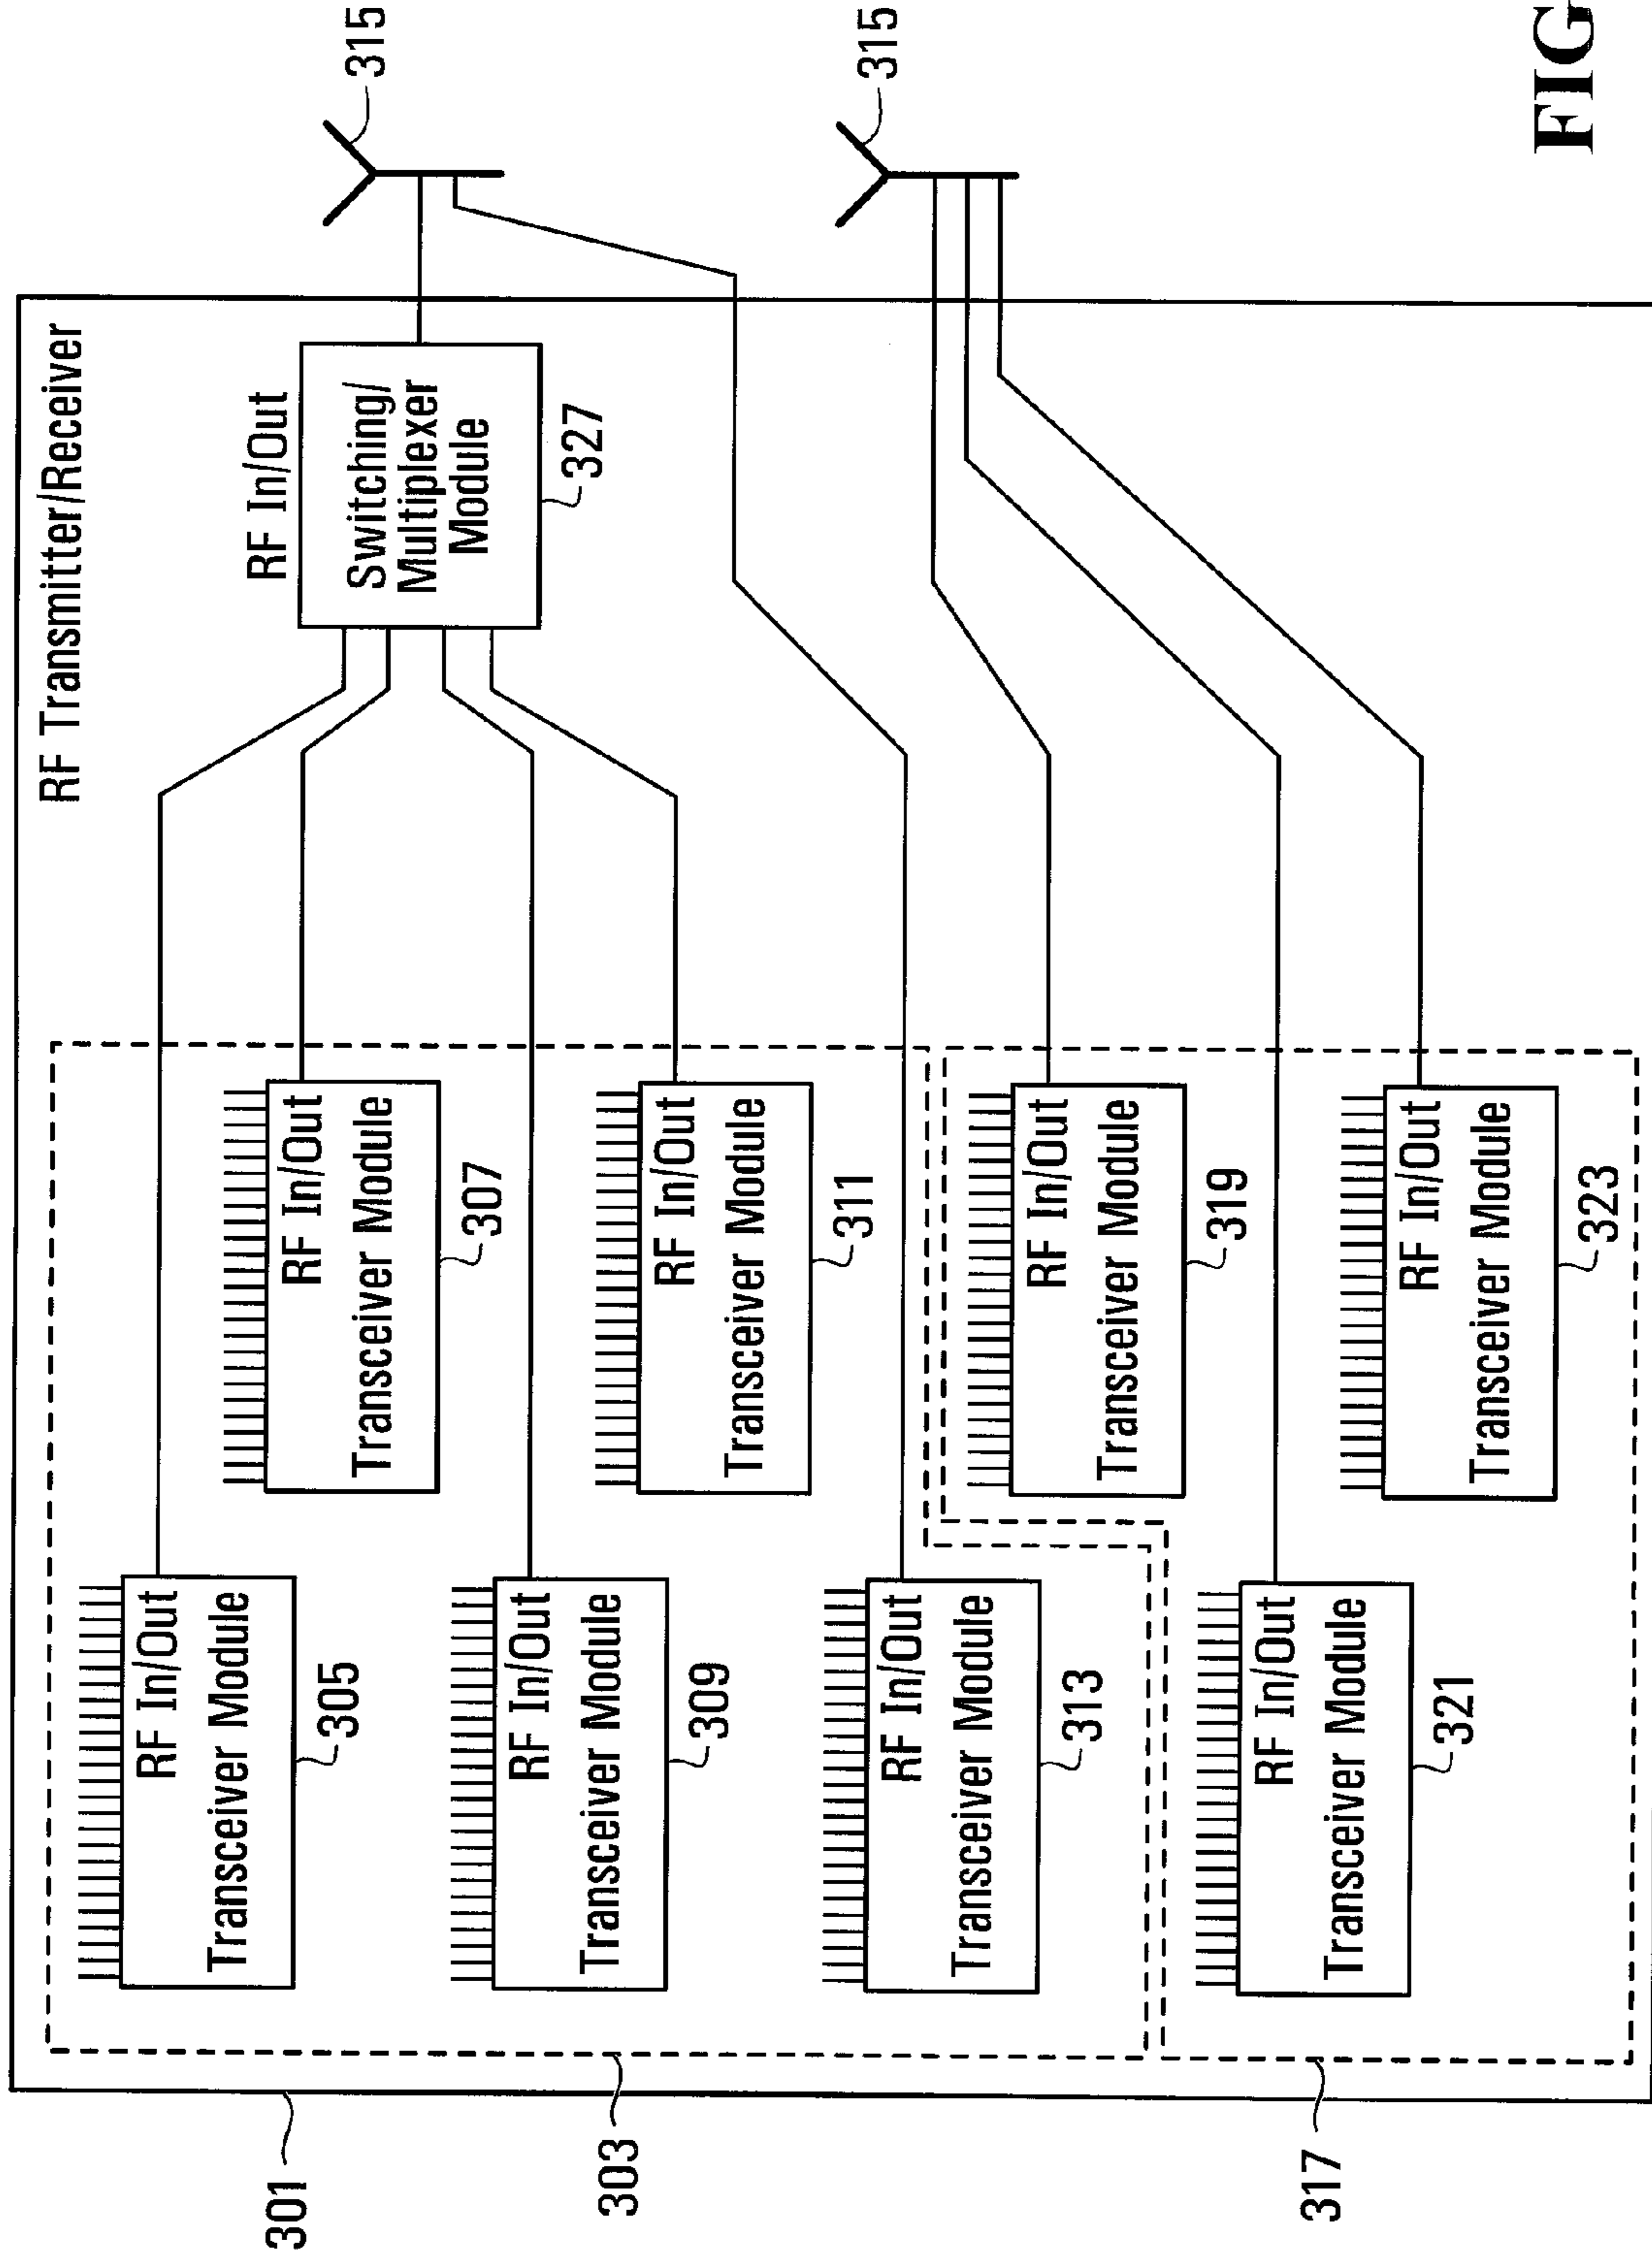 RF Transmitter/Receiver
301
303
317
RF In/Out
Transceiver Module
305
RF In/Out
Transceiver Module
307
RF In/Out
Transceiver Module
309
RF In/Out
Transceiver Module
311
RF In/Out
Transceiver Module
313
RF In/Out
Transceiver Module
319
RF In/Out
Transceiver Module
321
RF In/Out
Transceiver Module
323
RF In/Out
Switching/
Multiplexer
Module
327
315
315
FIG